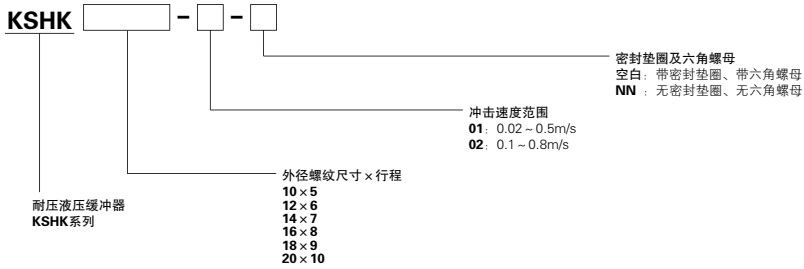 KSHK - -
密封垫圈及六角螺母
空白：带密封垫圈、带六角螺母
NN ：无密封垫圈、无六角螺母
冲击速度范围
01：0.02～0.5m/s
02：0.1～0.8m/s
外径螺纹尺寸×行程
10×5
12×6
14×7
16×8
18×9
20×10
耐压液压缓冲器
KSHK系列